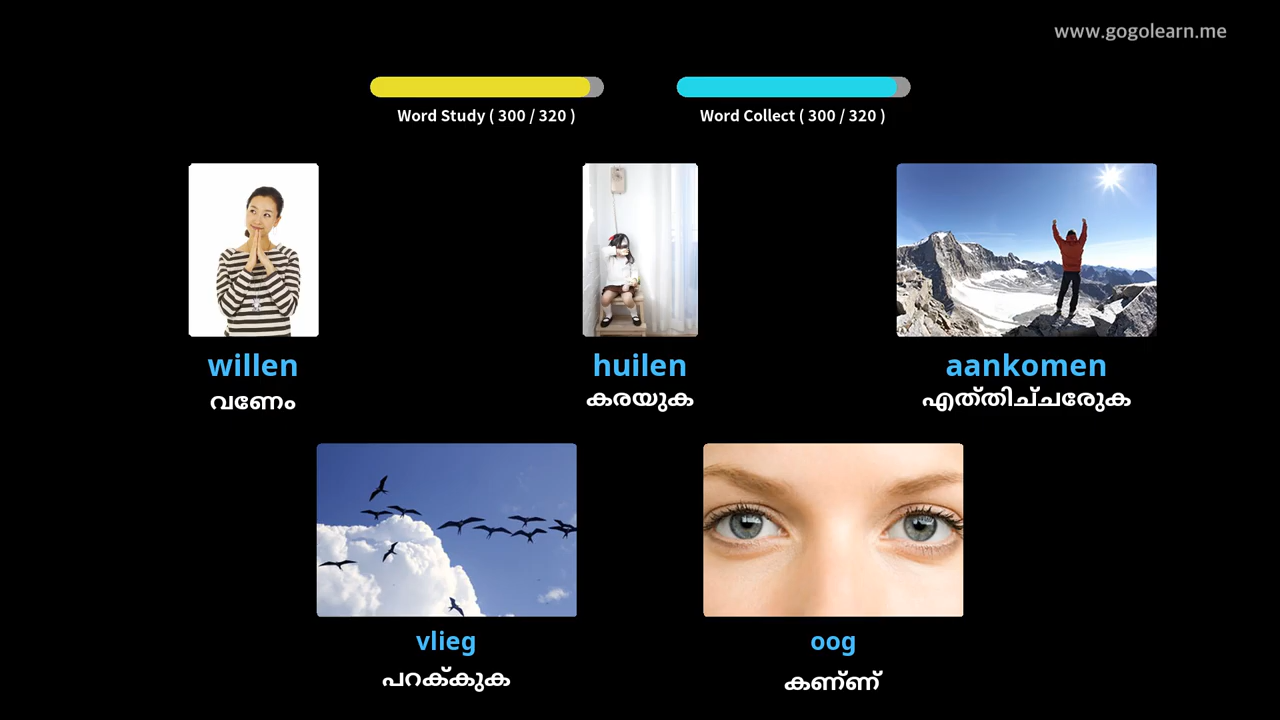 www.gogolearn.me
Word Study ( 300 / 320 )
Word Collect ( 300 / 320 )
willen
വണേം
huilen
കരയുക
aankomen
എത്തിച്ചരേുക
vlieg
പറക്കുക
oog
കണ്ണ്